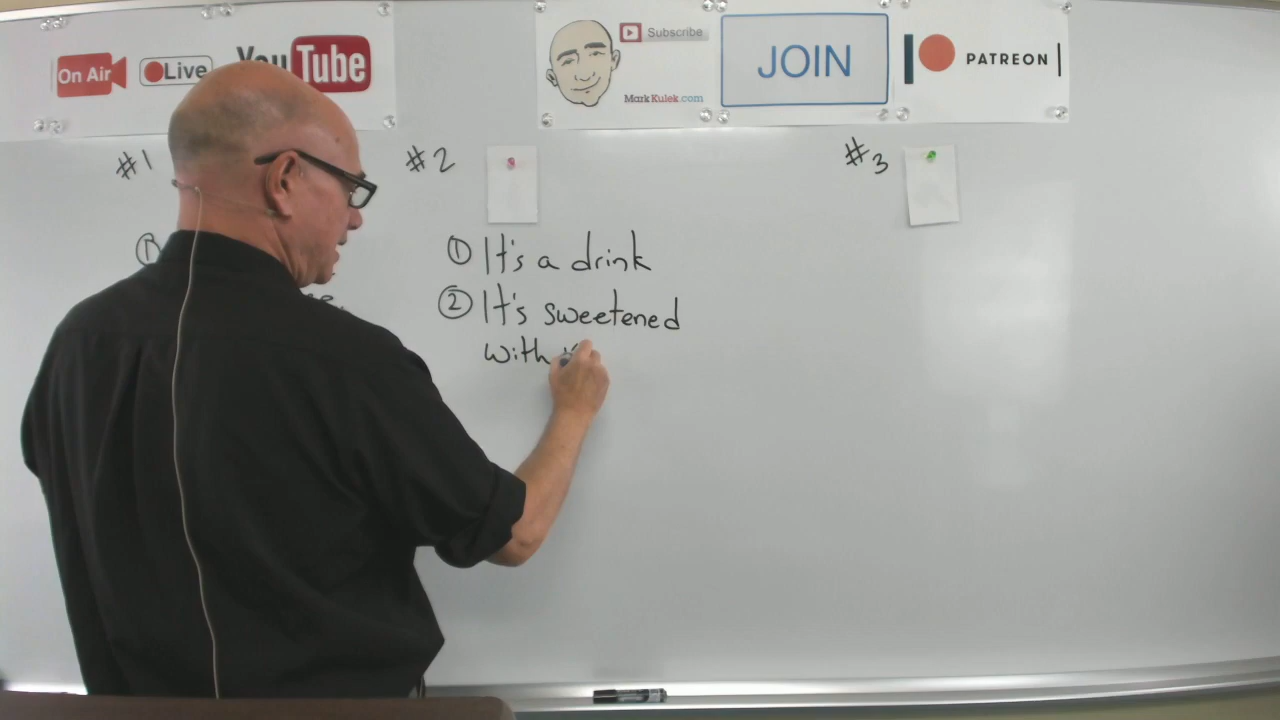 On Air
Live
YouTube
Subscribe
MarkKulek.com
JOIN
PATREON
#1
#2
#3
① It's a drink
② It's sweetened
with